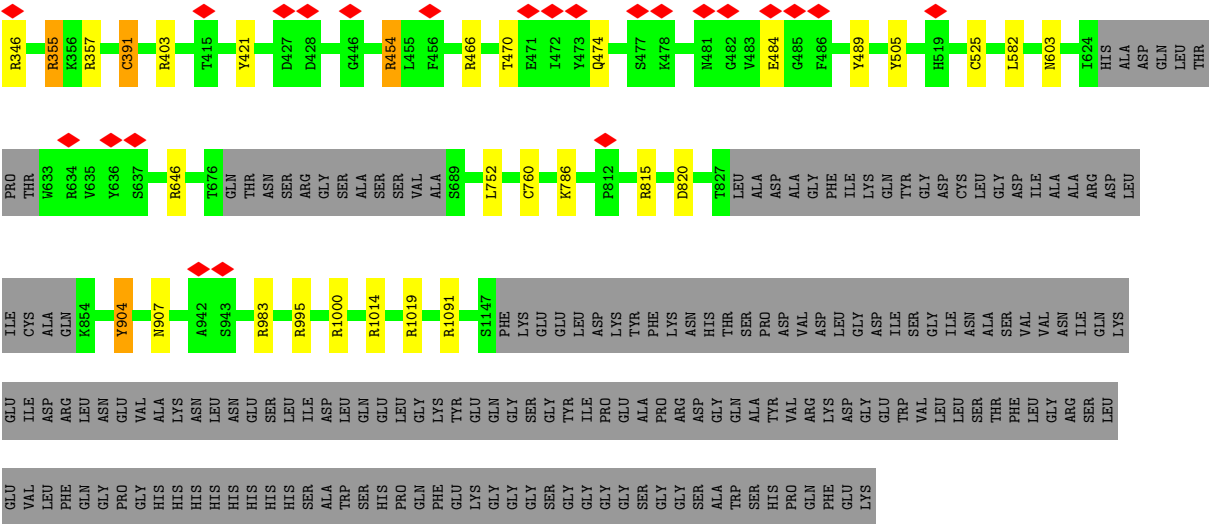 R346 R355 K356 R357 C391 R403 T415 Y421 D427 D428 G446 R454 L455 F456 R466 T470 E471 I472 Y473 Q474 S477 K478 N481 G482 V483 E484 G485 F486 Y489 Y505 H519 C525 L582 N603 I624 HIS ALA ASP GLN LEU THR
PRO THR W633 R634 V635 Y636 S637 R646 T676 GLN THR ASN SER ARG GLY SER ALA SER SER VAL ALA S689 L752 C760 K786 P812 R815 D820 T827 LEU ALA ASP ALA GLY PHE ILE LYS GLN TYR GLY ASP CYS LEU GLY ASP ILE ALA ALA ARG ASP LEU
ILE CYS ALA GLN K854 Y904 N907 A942 S943 R983 R995 R1000 R1014 R1019 R1091 S1147 PHE LYS GLU GLU LEU ASP LYS TYR PHE LYS ASN HIS THR SER PRO ASP VAL ASP LEU GLY ASP ILE SER GLY ILE ASN ALA SER VAL VAL ASN ILE GLN LYS
GLU ILE ASP ARG LEU ASN GLU VAL ALA LYS ASN LEU ASN GLU SER LEU ILE ASP LEU GLN GLU LEU GLY LYS TYR GLU GLN GLY SER GLY TYR ILE PRO GLU ALA PRO ARG ASP GLY GLN ALA TYR VAL ARG LYS ASP GLY GLU TRP VAL LEU LEU SER THR PHE LEU GLY ARG SER LEU
GLU VAL LEU PHE GLN GLY PRO GLY HIS HIS HIS HIS HIS HIS HIS HIS SER ALA TRP SER HIS PRO GLN PHE GLU LYS GLY GLY GLY SER GLY GLY GLY GLY SER GLY GLY SER ALA TRP SER HIS PRO GLN PHE GLU LYS